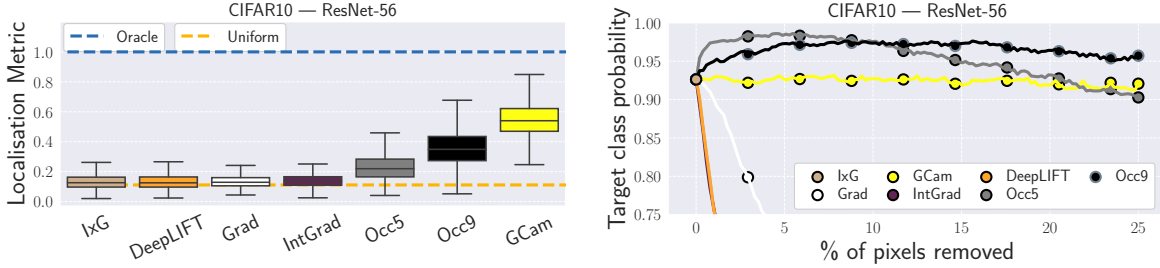 CIFAR10 — ResNet-56
Localisation Metric
Oracle
Uniform
1.0
0.8
0.6
0.4
0.2
0.0
IxG
DeepLIFT
Grad
IntGrad
Occ5
Occ9
GCam
CIFAR10 — ResNet-56
Target class probability
1.00
0.95
0.90
0.85
0.80
0.75
IxG
GCam
DeepLIFT
Occ9
Grad
IntGrad
Occ5
0
5
10
15
20
25
% of pixels removed